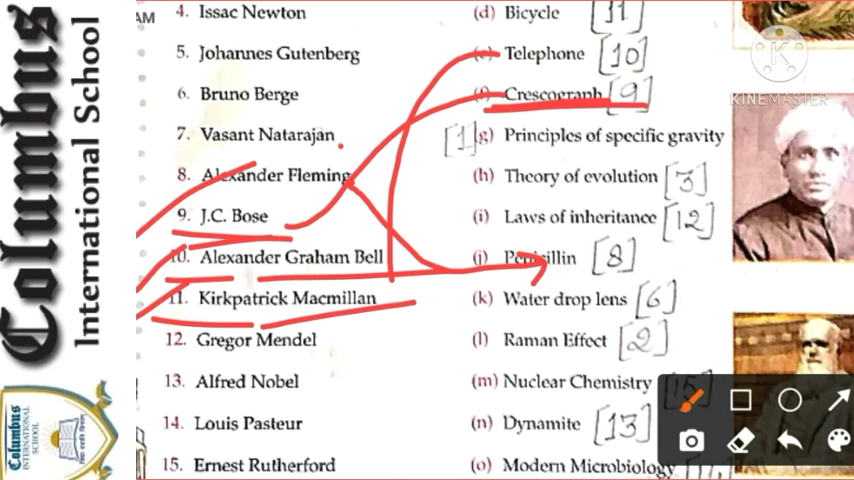 Columbus
International School
COLUMBUS
INTERNATIONAL
SCHOOL
AM
KINEMASTER
4. Issac Newton (d) Bicycle [11]
5. Johannes Gutenberg (e) Telephone [10]
6. Bruno Berge (f) Crescograph [9]
7. Vasant Natarajan [1]g) Principles of specific gravity
8. Alexander Fleming (h) Theory of evolution [3]
9. J.C. Bose (i) Laws of inheritance [12]
10. Alexander Graham Bell (j) Penicillin [8]
11. Kirkpatrick Macmillan (k) Water drop lens [6]
12. Gregor Mendel (l) Raman Effect [2]
13. Alfred Nobel (m) Nuclear Chemistry [15]
14. Louis Pasteur (n) Dynamite [13]
15. Ernest Rutherford (o) Modern Microbiology